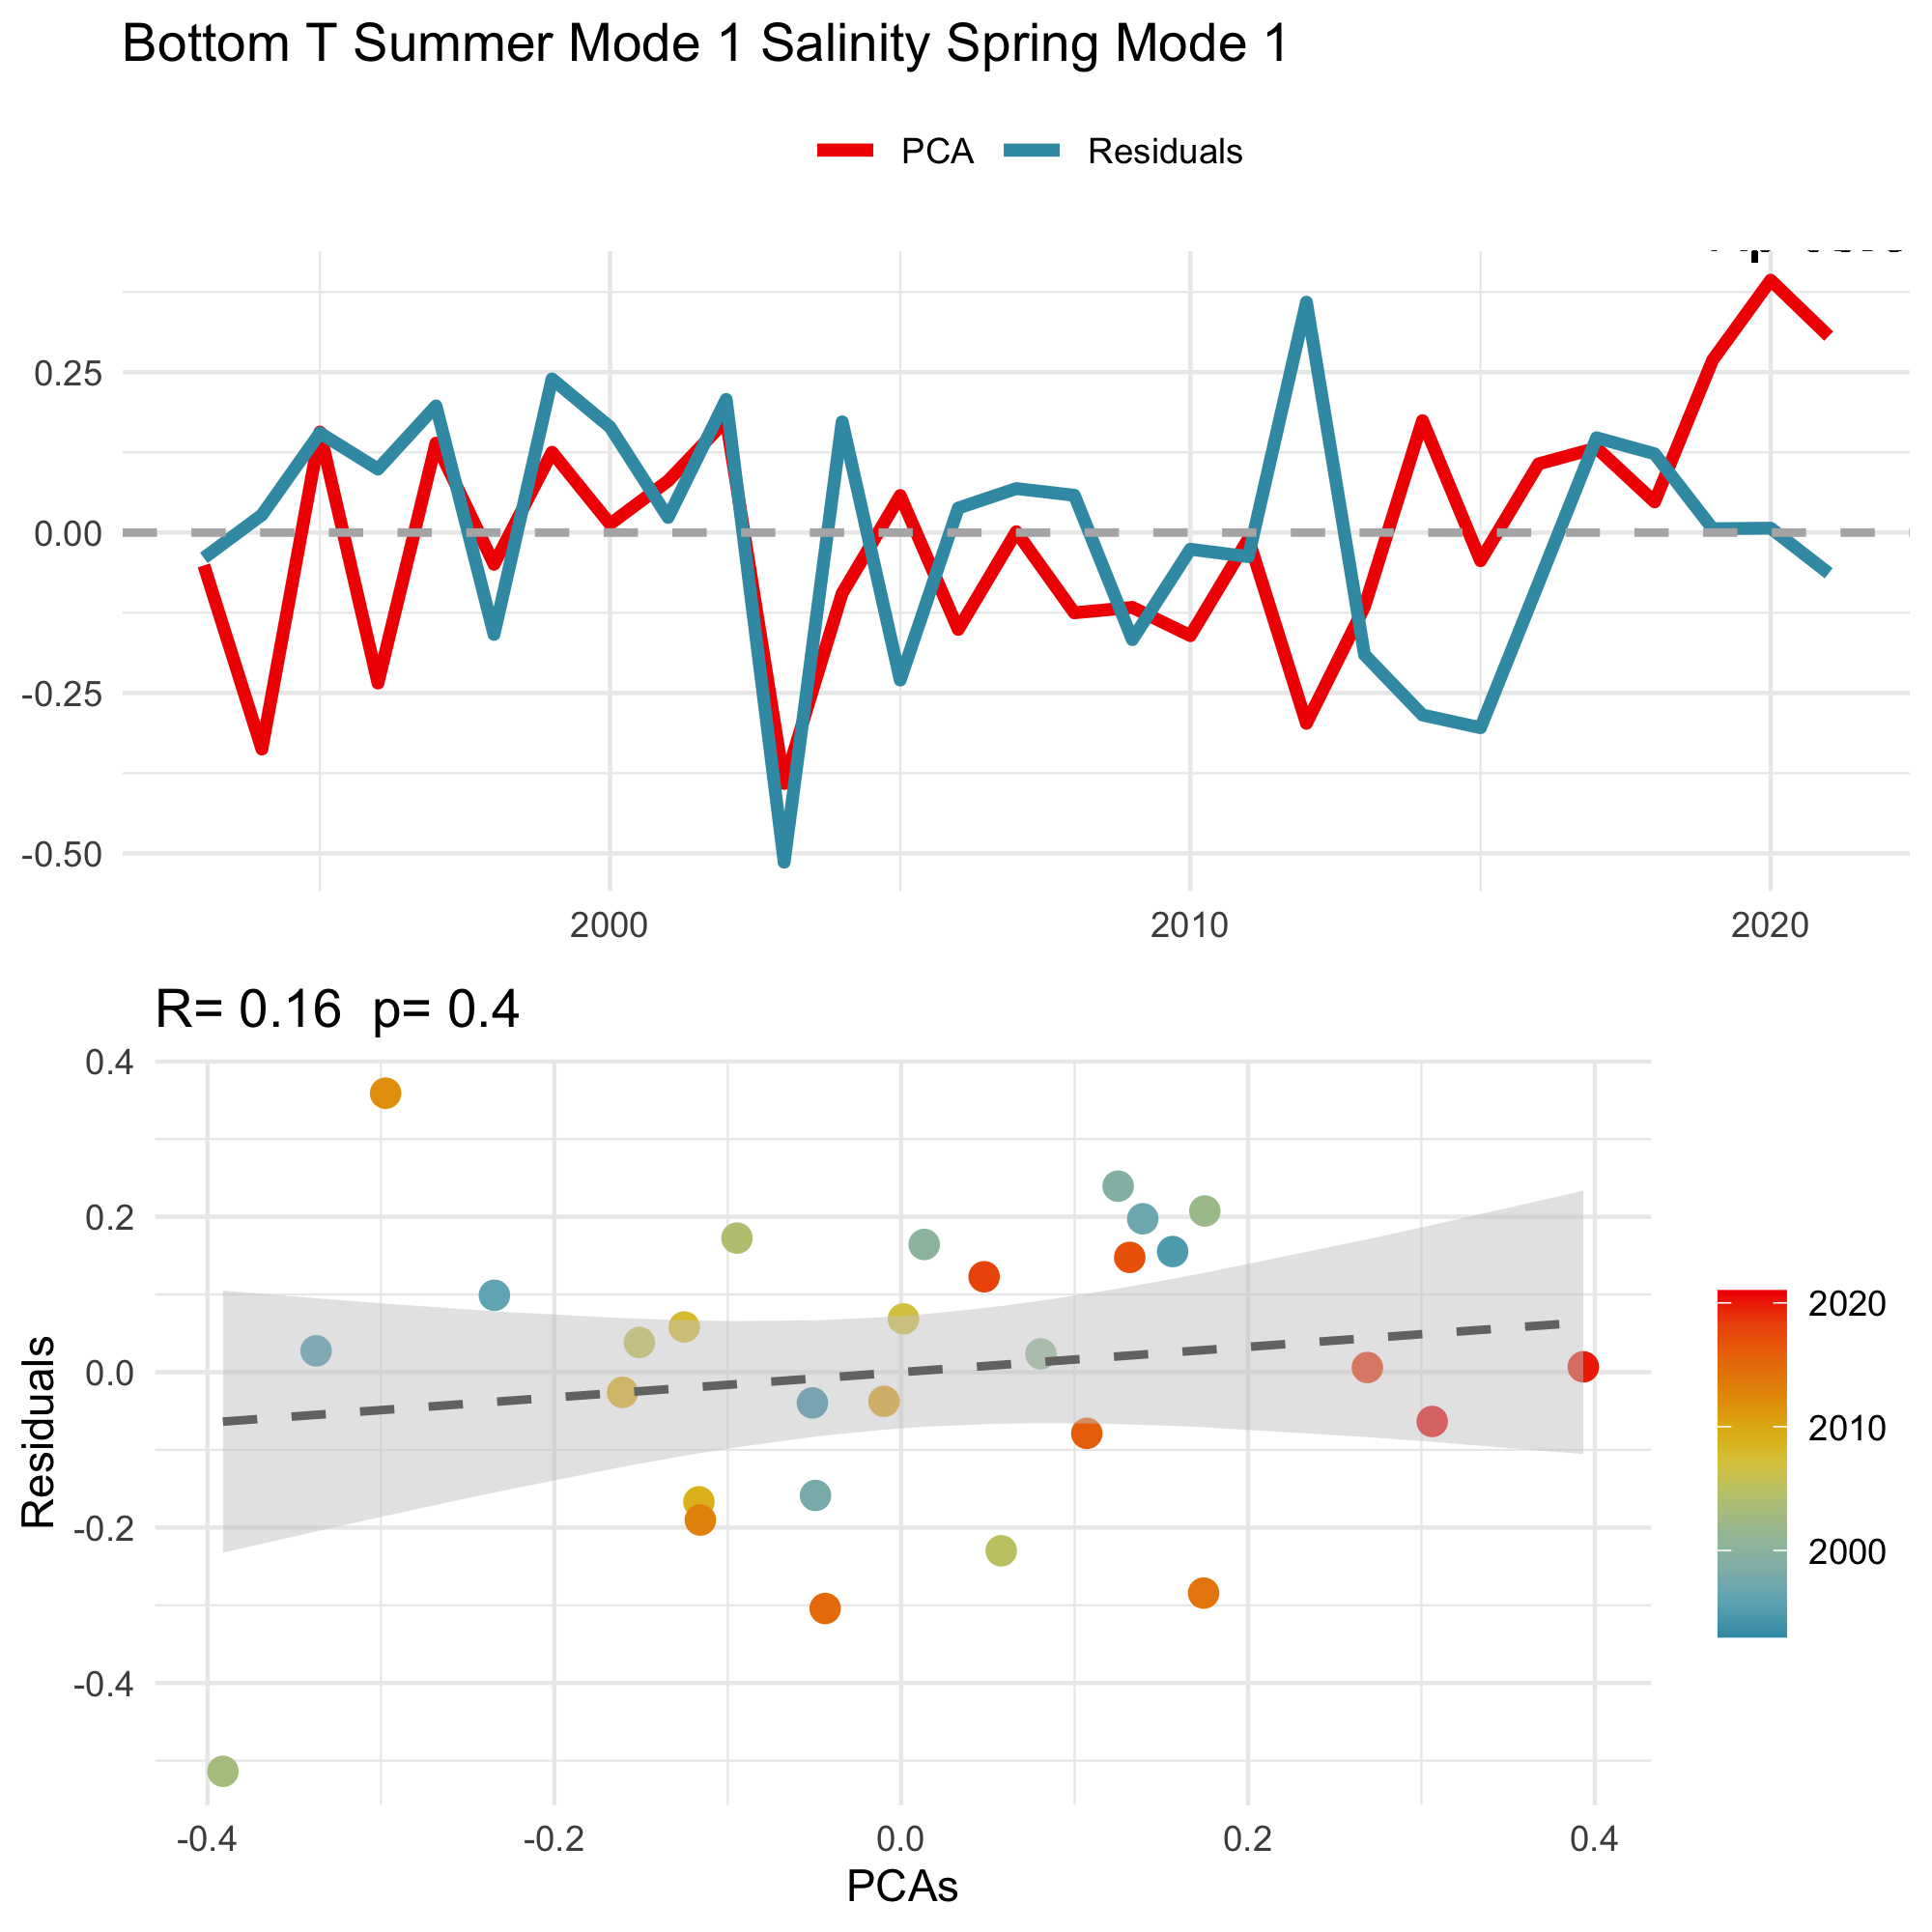 Bottom T Summer Mode 1 Salinity Spring Mode 1
PCA Residuals
0.25
0.00
-0.25
-0.50
2000 2010 2020
R= 0.16 p= 0.4
0.4
0.2
0.0
-0.2
-0.4
Residuals
-0.4 -0.2 0.0 0.2 0.4
PCAs
2020
2010
2000